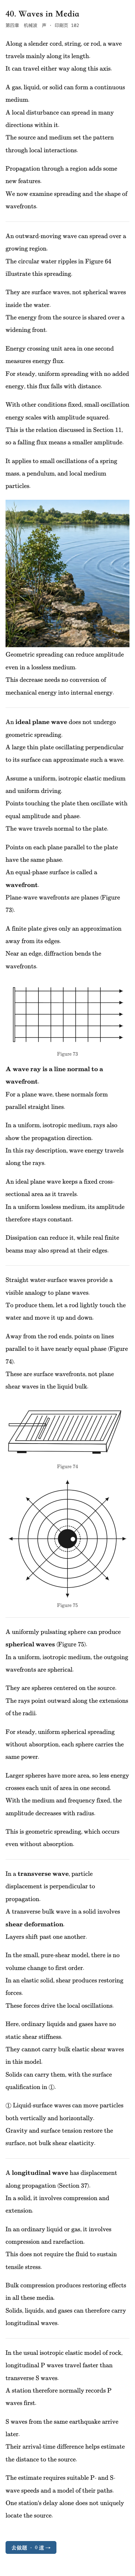 40. Waves in Media
第四章 机械波 声 · 印刷页 102
Along a slender cord, string, or rod, a wave
travels mainly along its length.
It can travel either way along this axis.
A gas, liquid, or solid can form a continuous
medium.
A local disturbance can spread in many
directions within it.
The source and medium set the pattern
through local interactions.
Propagation through a region adds some
new features.
We now examine spreading and the shape of
wavefronts.
An outward-moving wave can spread over a
growing region.
The circular water ripples in Figure 64
illustrate this spreading.
They are surface waves, not spherical waves
inside the water.
The energy from the source is shared over a
widening front.
Energy crossing unit area in one second
measures energy flux.
For steady, uniform spreading with no added
energy, this flux falls with distance.
With other conditions fixed, small-oscillation
energy scales with amplitude squared.
This is the relation discussed in Section 11,
so a falling flux means a smaller amplitude.
It applies to small oscillations of a spring
mass, a pendulum, and local medium
particles.
Geometric spreading can reduce amplitude
even in a lossless medium.
This decrease needs no conversion of
mechanical energy into internal energy.
An ideal plane wave does not undergo
geometric spreading.
A large thin plate oscillating perpendicular
to its surface can approximate such a wave.
Assume a uniform, isotropic elastic medium
and uniform driving.
Points touching the plate then oscillate with
equal amplitude and phase.
The wave travels normal to the plate.
Points on each plane parallel to the plate
have the same phase.
An equal-phase surface is called a
wavefront.
Plane-wave wavefronts are planes (Figure
73).
A finite plate gives only an approximation
away from its edges.
Near an edge, diffraction bends the
wavefronts.
Figure 73
A wave ray is a line normal to a
wavefront.
For a plane wave, these normals form
parallel straight lines.
In a uniform, isotropic medium, rays also
show the propagation direction.
In this ray description, wave energy travels
along the rays.
An ideal plane wave keeps a fixed cross-
sectional area as it travels.
In a uniform lossless medium, its amplitude
therefore stays constant.
Dissipation can reduce it, while real finite
beams may also spread at their edges.
Straight water-surface waves provide a
visible analogy to plane waves.
To produce them, let a rod lightly touch the
water and move it up and down.
Away from the rod ends, points on lines
parallel to it have nearly equal phase (Figure
74).
These are surface wavefronts, not plane
shear waves in the liquid bulk.
Figure 74
Figure 75
A uniformly pulsating sphere can produce
spherical waves (Figure 75).
In a uniform, isotropic medium, the outgoing
wavefronts are spherical.
They are spheres centered on the source.
The rays point outward along the extensions
of the radii.
For steady, uniform spherical spreading
without absorption, each sphere carries the
same power.
Larger spheres have more area, so less energy
crosses each unit of area in one second.
With the medium and frequency fixed, the
amplitude decreases with radius.
This is geometric spreading, which occurs
even without absorption.
In a transverse wave, particle
displacement is perpendicular to
propagation.
A transverse bulk wave in a solid involves
shear deformation.
Layers shift past one another.
In the small, pure-shear model, there is no
volume change to first order.
In an elastic solid, shear produces restoring
forces.
These forces drive the local oscillations.
Here, ordinary liquids and gases have no
static shear stiffness.
They cannot carry bulk elastic shear waves
in this model.
Solids can carry them, with the surface
qualification in ①.
① Liquid-surface waves can move particles
both vertically and horizontally.
Gravity and surface tension restore the
surface, not bulk shear elasticity.
A longitudinal wave has displacement
along propagation (Section 37).
In a solid, it involves compression and
extension.
In an ordinary liquid or gas, it involves
compression and rarefaction.
This does not require the fluid to sustain
tensile stress.
Bulk compression produces restoring effects
in all these media.
Solids, liquids, and gases can therefore carry
longitudinal waves.
In the usual isotropic elastic model of rock,
longitudinal P waves travel faster than
transverse S waves.
A station therefore normally records P
waves first.
S waves from the same earthquake arrive
later.
Their arrival-time difference helps estimate
the distance to the source.
The estimate requires suitable P- and S-
wave speeds and a model of their paths.
One station's delay alone does not uniquely
locate the source.